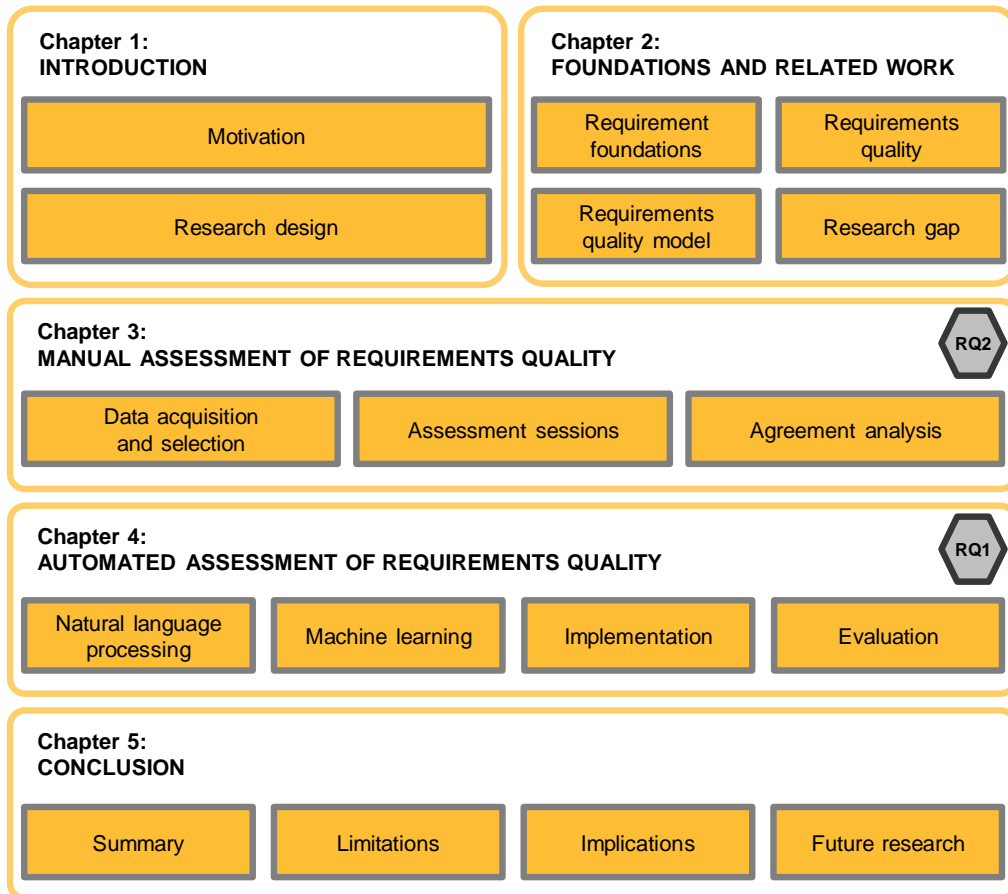 Chapter 1:
INTRODUCTION
Motivation
Research design
Chapter 2:
FOUNDATIONS AND RELATED WORK
Requirement
foundations
Requirements
quality
Requirements
quality model
Research gap
Chapter 3:
MANUAL ASSESSMENT OF REQUIREMENTS QUALITY
RQ2
Data acquisition
and selection
Assessment sessions
Agreement analysis
Chapter 4:
AUTOMATED ASSESSMENT OF REQUIREMENTS QUALITY
RQ1
Natural language
processing
Machine learning
Implementation
Evaluation
Chapter 5:
CONCLUSION
Summary
Limitations
Implications
Future research